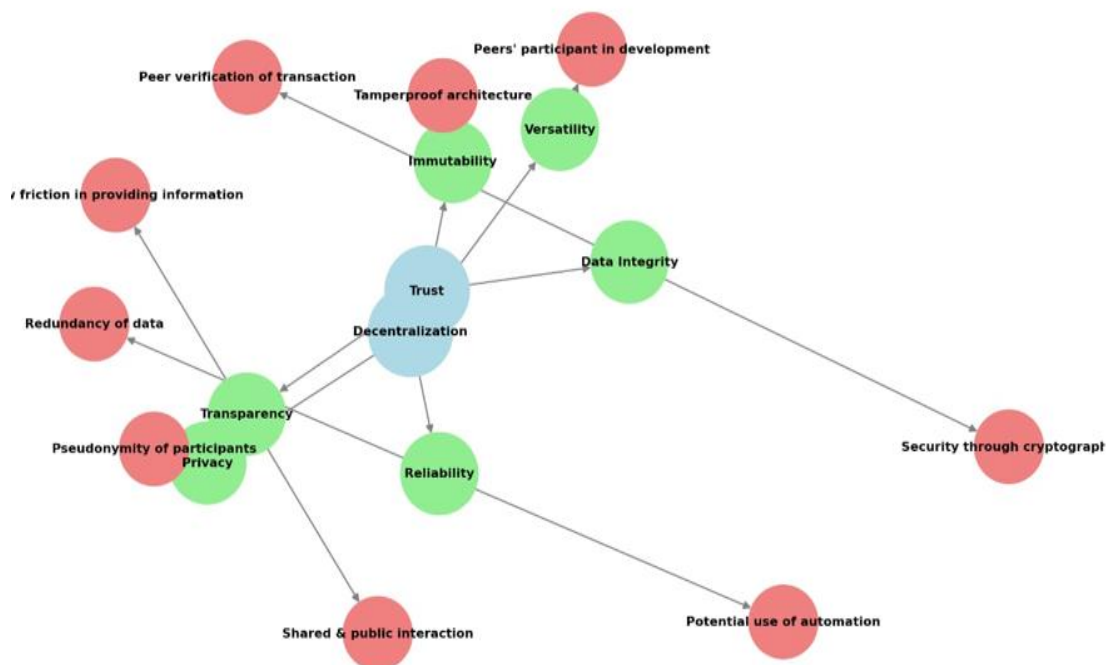 Peers' participant in development
Peer verification of transaction
Tamperproof architecture
Versatility
Immutability
friction in providing information
Data Integrity
Trust
Redundancy of data
Decentralization
Transparency
Pseudonymity of participants
Privacy
Reliability
Security through cryptograph
Potential use of automation
Shared & public interaction